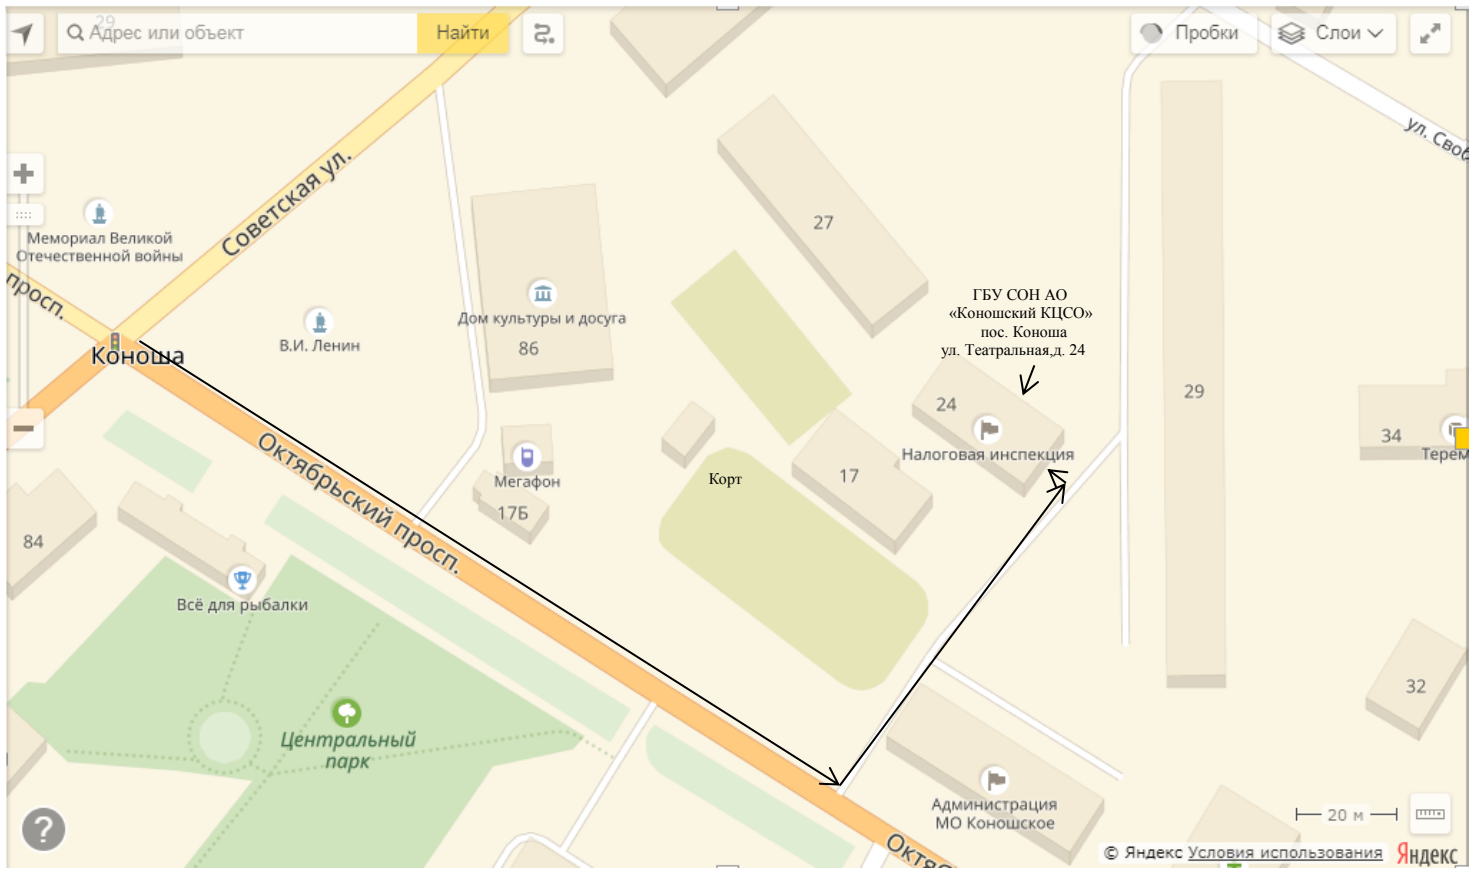 29
Адрес или объект
Найти
Пробки
Слои
ул. Своб
Советская ул.
Мемориал Великой
Отечественной войны
просп.
27
Дом культуры и досуга
86
В.И. Ленин
Коноша
ГБУ СОН АО
«Коношский КЦСО»
пос. Коноша
ул. Театральная,д. 24
24
Налоговая инспекция
29
34
Терем
Октябрьский просп.
Мегафон
17Б
Корт
17
84
Всё для рыбалки
32
Центральный
парк
Администрация
МО Коношское
20 м
?
Октяб
© Яндекс Условия использования
Яндекс